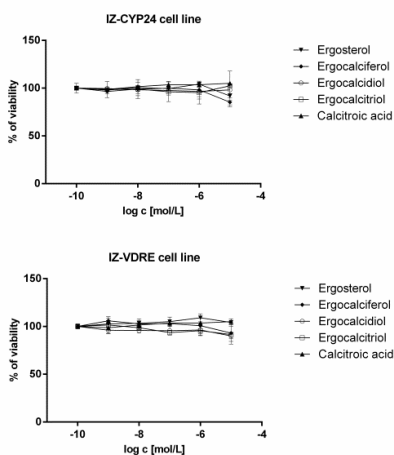 IZ-CYP24 cell line
150
100
50
0
% of viability
-10
-8
-6
-4
log c [mol/L]
Ergosterol
Ergocalciferol
Ergocalcidiol
Ergocalcitriol
Calcitroic acid
IZ-VDRE cell line
150
100
50
0
% of viability
-10
-8
-6
-4
log c [mol/L]
Ergosterol
Ergocalciferol
Ergocalcidiol
Ergocalcitriol
Calcitroic acid